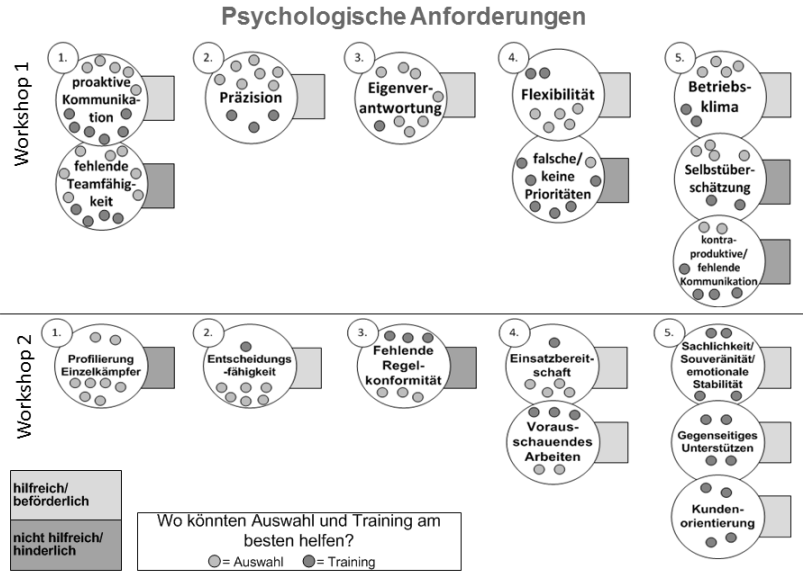 Psychologische Anforderungen
Workshop 1
1.
proaktive
Kommunika-
tion
fehlende
Teamfähig-
keit
2.
Präzision
3.
Eigenver-
antwortung
4.
Flexibilität
falsche/
keine
Prioritäten
5.
Betriebs-
klima
Selbstüber-
schätzung
kontra-
produktive/
fehlende
Kommunikation
Workshop 2
1.
Profilierung
Einzelkämpfer
2.
Entscheidungs
-fähigkeit
3.
Fehlende
Regel-
konformität
4.
Einsatzbereit-
schaft
Voraus-
schauendes
Arbeiten
5.
Sachlichkeit/
Souveränität/
emotionale
Stabilität
Gegenseitiges
Unterstützen
Kunden-
orientierung
hilfreich/
beförderlich
nicht hilfreich/
hinderlich
Wo könnten Auswahl und Training am
besten helfen?
= Auswahl = Training